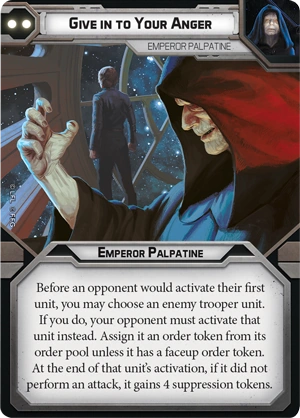 Give in to Your Anger
Emperor Palpatine
Emperor Palpatine
Before an opponent would activate their first
unit, you may choose an enemy trooper unit.
If you do, your opponent must activate that
unit instead. Assign it an order token from its
order pool unless it has a faceup order token.
At the end of that unit's activation, if it did not
perform an attack, it gains 4 suppression tokens.